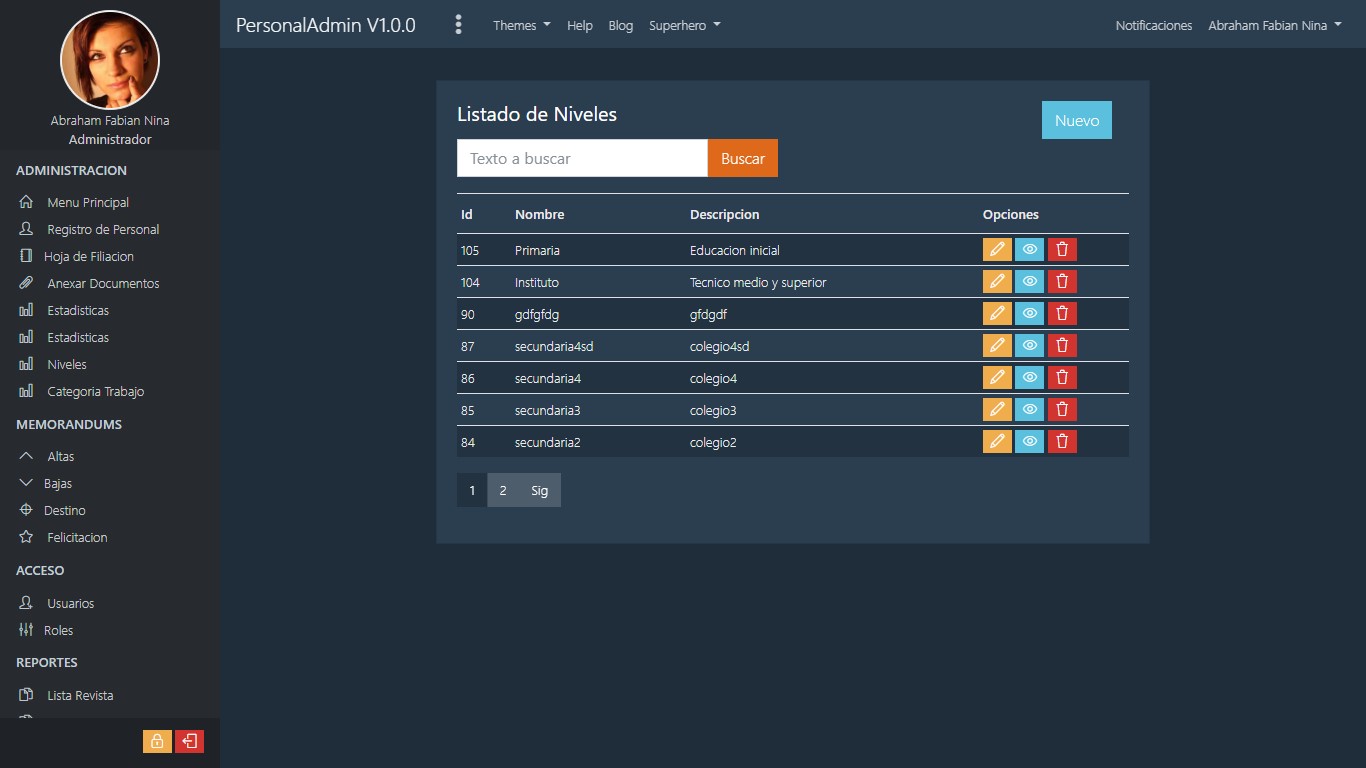 PersonalAdmin V1.0.0
Themes
Help
Blog
Superhero
Notificaciones
Abraham Fabian Nina
Abraham Fabian Nina
Administrador
ADMINISTRACION
Menu Principal
Registro de Personal
Hoja de Filiacion
Anexar Documentos
Estadisticas
Estadisticas
Niveles
Categoria Trabajo
MEMORANDUMS
Altas
Bajas
Destino
Felicitacion
ACCESO
Usuarios
Roles
REPORTES
Lista Revista
Listado de Niveles
Nuevo
Texto a buscar
Buscar
Id Nombre Descripcion Opciones
105 Primaria Educacion inicial
104 Instituto Tecnico medio y superior
90 gdfgfdg gfdgdf
87 secundaria4sd colegio4sd
86 secundaria4 colegio4
85 secundaria3 colegio3
84 secundaria2 colegio2
1 2 Sig